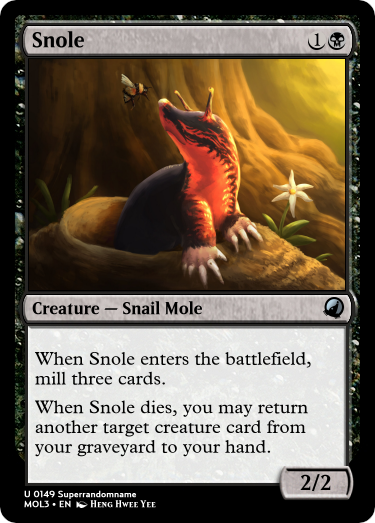 Snole 1
Creature — Snail Mole
When Snole enters the battlefield,
mill three cards.
When Snole dies, you may return
another target creature card from
your graveyard to your hand.
2/2
U 0149 Superrandomname
MOL3 • EN Heng Hwee Yee